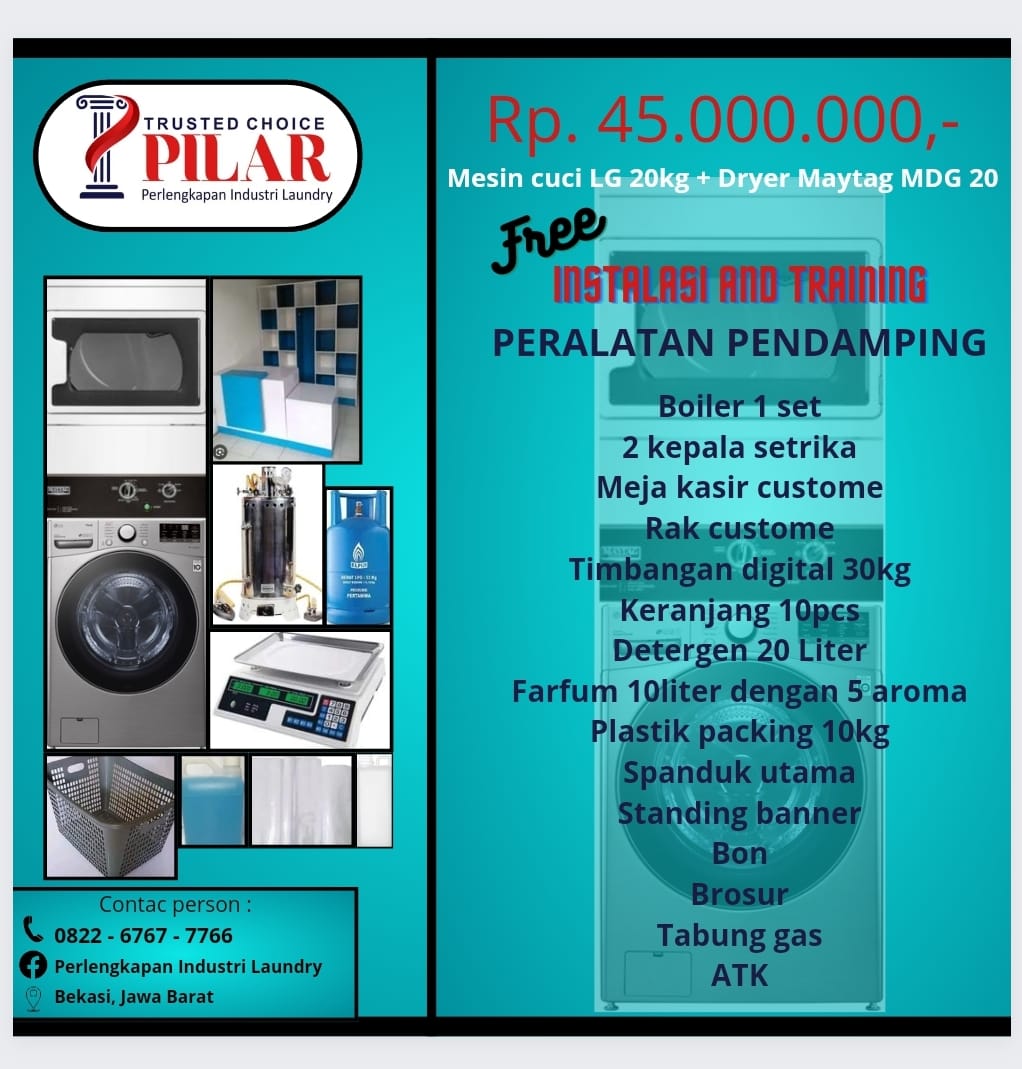 TRUSTED CHOICE
PILAR
Perlengkapan Industri Laundry
Contac person :
0822 - 6767 - 7766
Perlengkapan Industri Laundry
Bekasi, Jawa Barat
Rp. 45.000.000,-
Mesin cuci LG 20kg + Dryer Maytag MDG 20
Free
INSTALASI AND TRAINING
PERALATAN PENDAMPING
Boiler 1 set
2 kepala setrika
Meja kasir custome
Rak custome
Timbangan digital 30kg
Keranjang 10pcs
Detergen 20 Liter
Farfum 10liter dengan 5 aroma
Plastik packing 10kg
Spanduk utama
Standing banner
Bon
Brosur
Tabung gas
ATK
MAYTAG